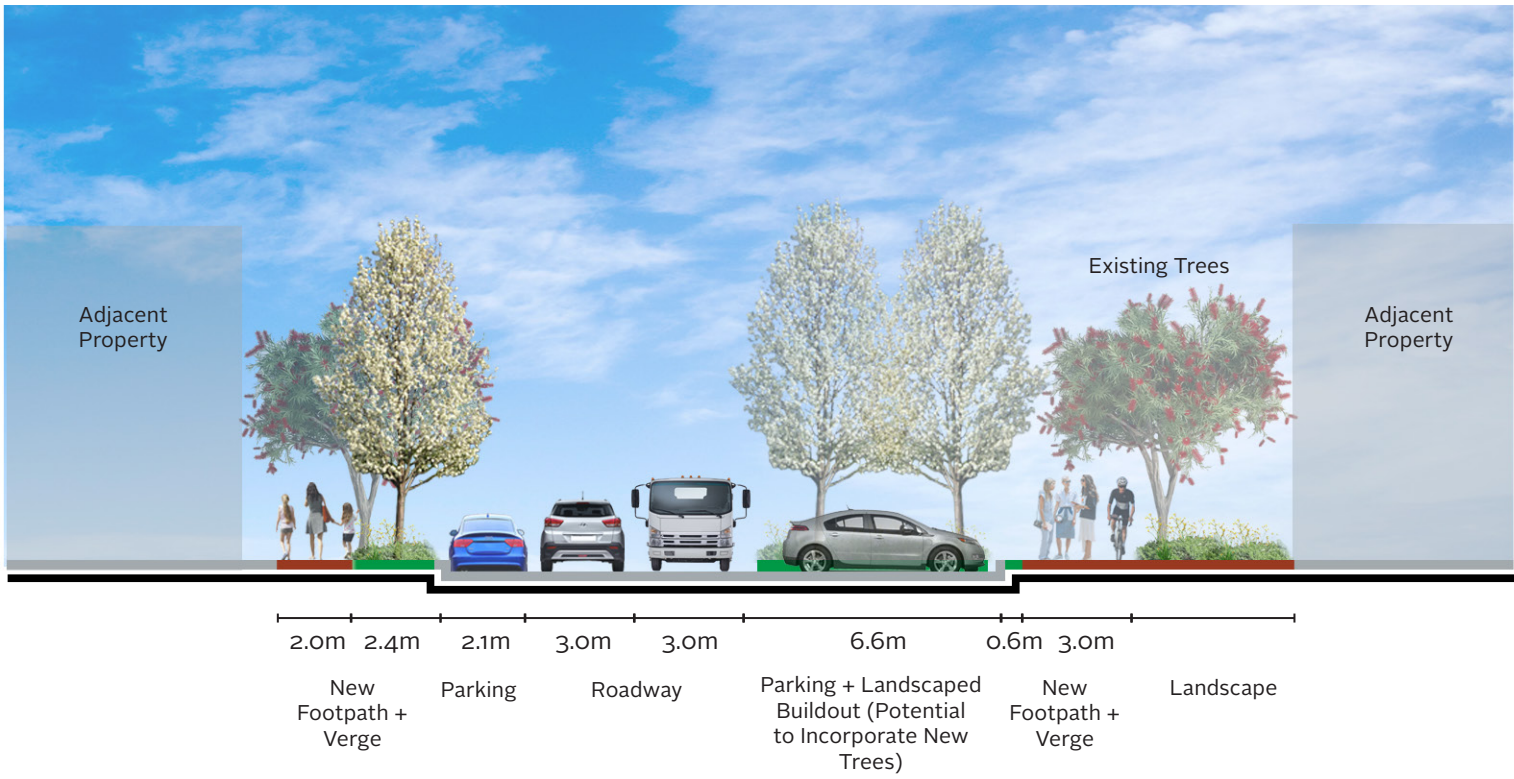 Existing Trees
Adjacent
Property
Adjacent
Property
2.0m 2.4m 2.1m 3.0m 3.0m 6.6m 0.6m 3.0m
New
Footpath +
Verge
Parking
Roadway
Parking + Landscaped
Buildout (Potential
to Incorporate New
Trees)
New
Footpath +
Verge
Landscape